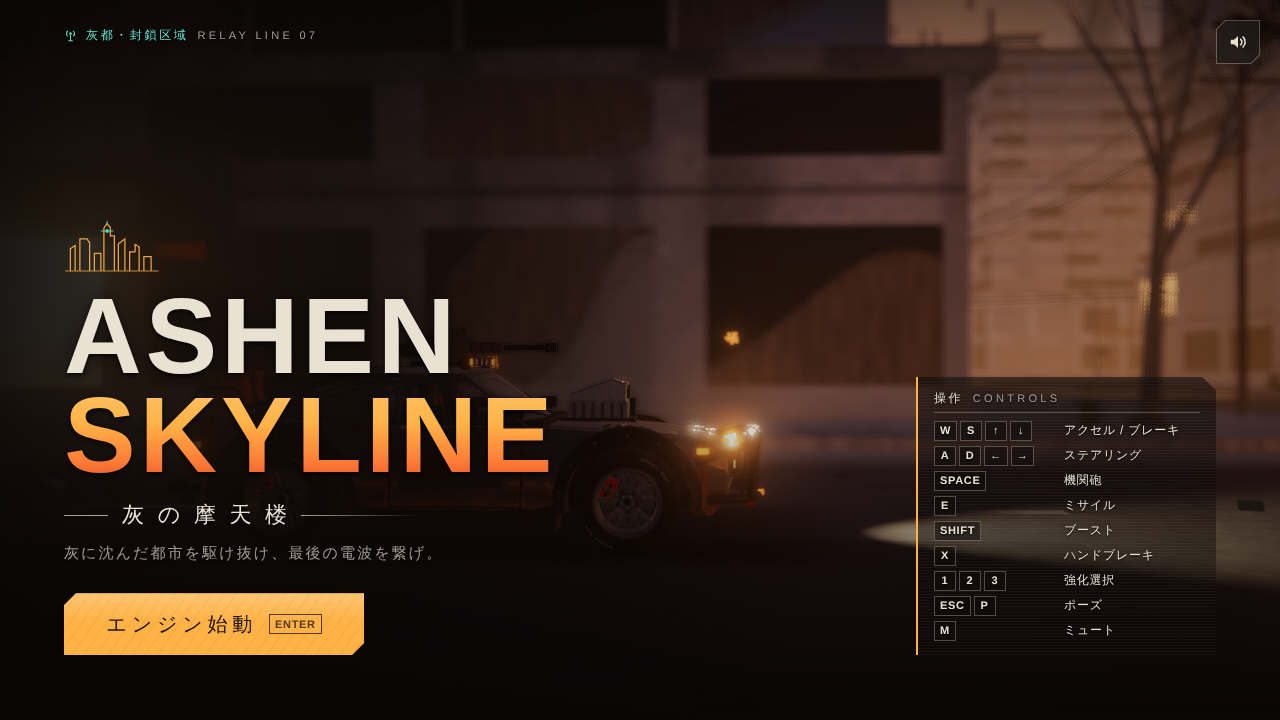 灰都・封鎖区域 RELAY LINE 07
ASHEN
SKYLINE
灰の摩天楼
灰に沈んだ都市を駆け抜け、最後の電波を繋げ。
エンジン始動 ENTER
操作 CONTROLS
W S ↑ ↓ アクセル / ブレーキ
A D ← → ステアリング
SPACE 機関砲
E ミサイル
SHIFT ブースト
X ハンドブレーキ
1 2 3 強化選択
ESC P ポーズ
M ミュート